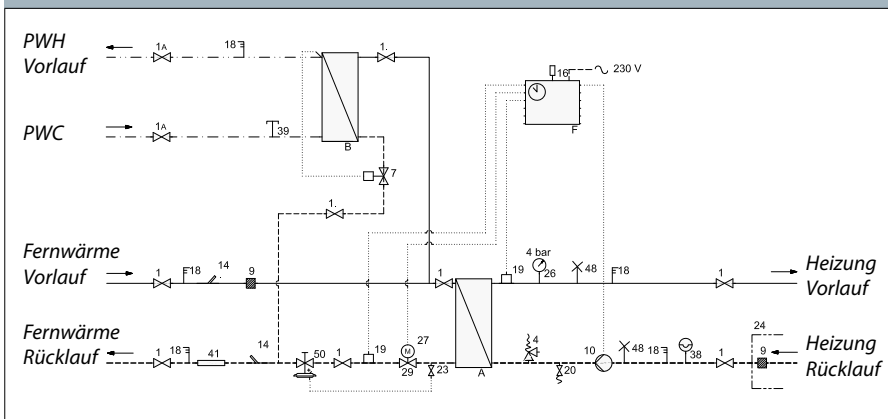 PWH
Vorlauf
1A
18
1.
16
230 V
F
PWC
1A
39
B
7
1.
Fernwärme
Vorlauf
1
18
14
9
1
19
4 bar
26
48
18
1
Heizung
Vorlauf
Fernwärme
Rücklauf
1
18
41
14
50
1
19
M
27
29
23
A
4
20
10
48
18
38
1
24
9
Heizung
Rücklauf